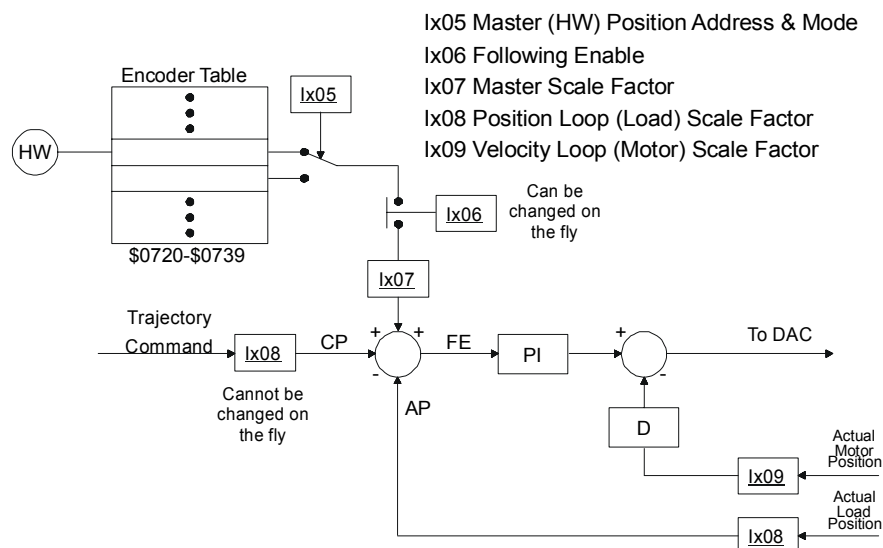 Ix05 Master (HW) Position Address & Mode
Ix06 Following Enable
Ix07 Master Scale Factor
Ix08 Position Loop (Load) Scale Factor
Ix09 Velocity Loop (Motor) Scale Factor
Encoder Table
Ix05
HW
Ix06
Can be
changed on
the fly
$0720-$0739
Ix07
Trajectory
Command
Ix08
CP
+
+
-
FE
PI
+
-
To DAC
Cannot be
changed on
the fly
AP
D
Actual
Motor
Position
Ix09
Actual
Load
Position
Ix08